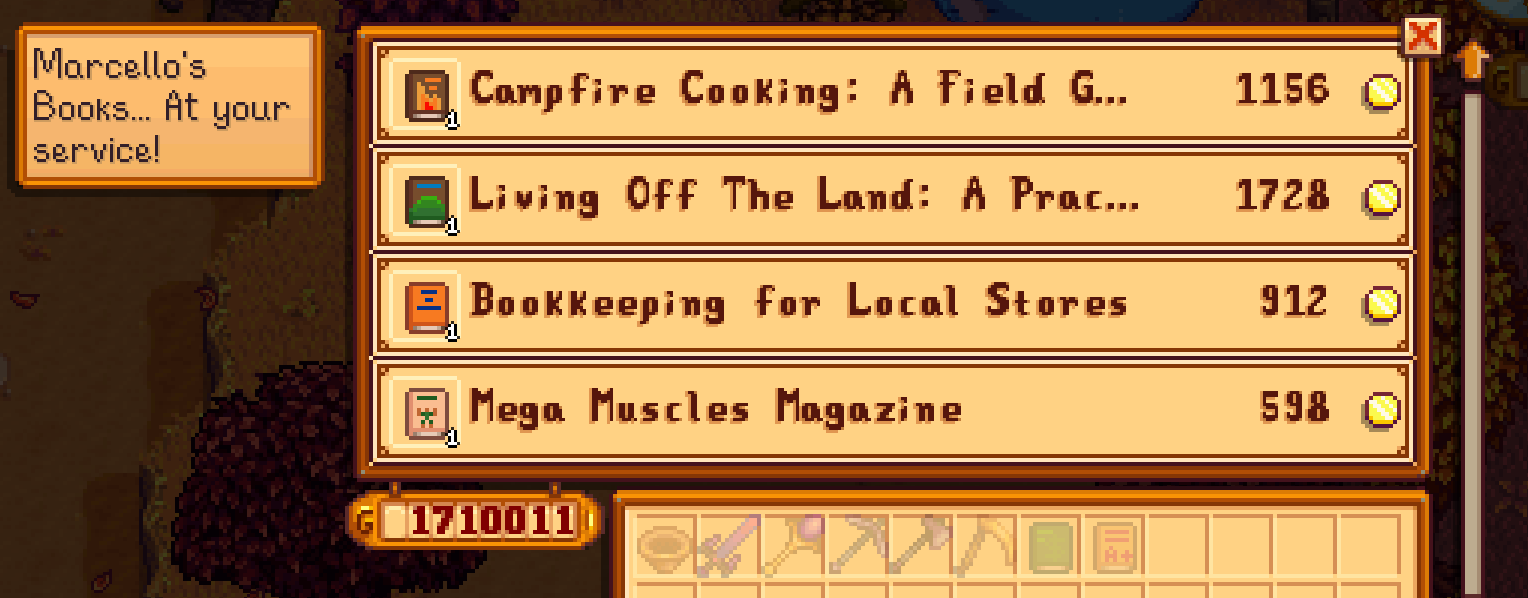 Marcello's
Books... At your
service!
Campfire Cooking: A Field G... 1156
1
Living Off The Land: A Prac... 1728
1
Bookkeeping for Local Stores 912
1
Mega Muscles Magazine 598
1
G 1710011
A+